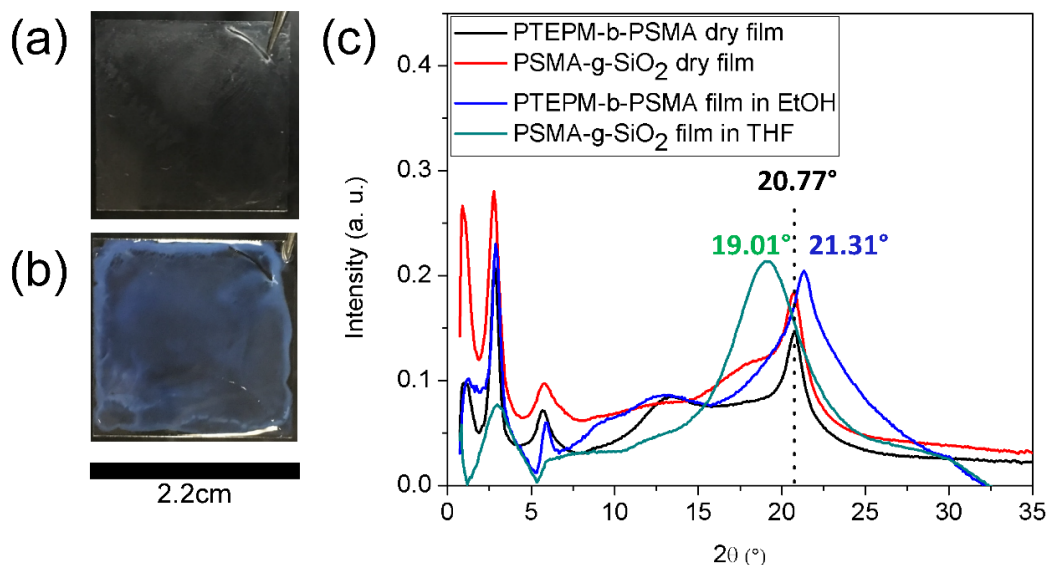 (a)
(b)
2.2cm
(c)
PTEPM-b-PSMA dry film
PSMA-g-SiO2 dry film
PTEPM-b-PSMA film in EtOH
PSMA-g-SiO2 film in THF
20.77°
19.01°
21.31°
Intensity (a. u.)
0.4
0.3
0.2
0.1
0.0
0
5
10
15
20
25
30
35
2θ (°)